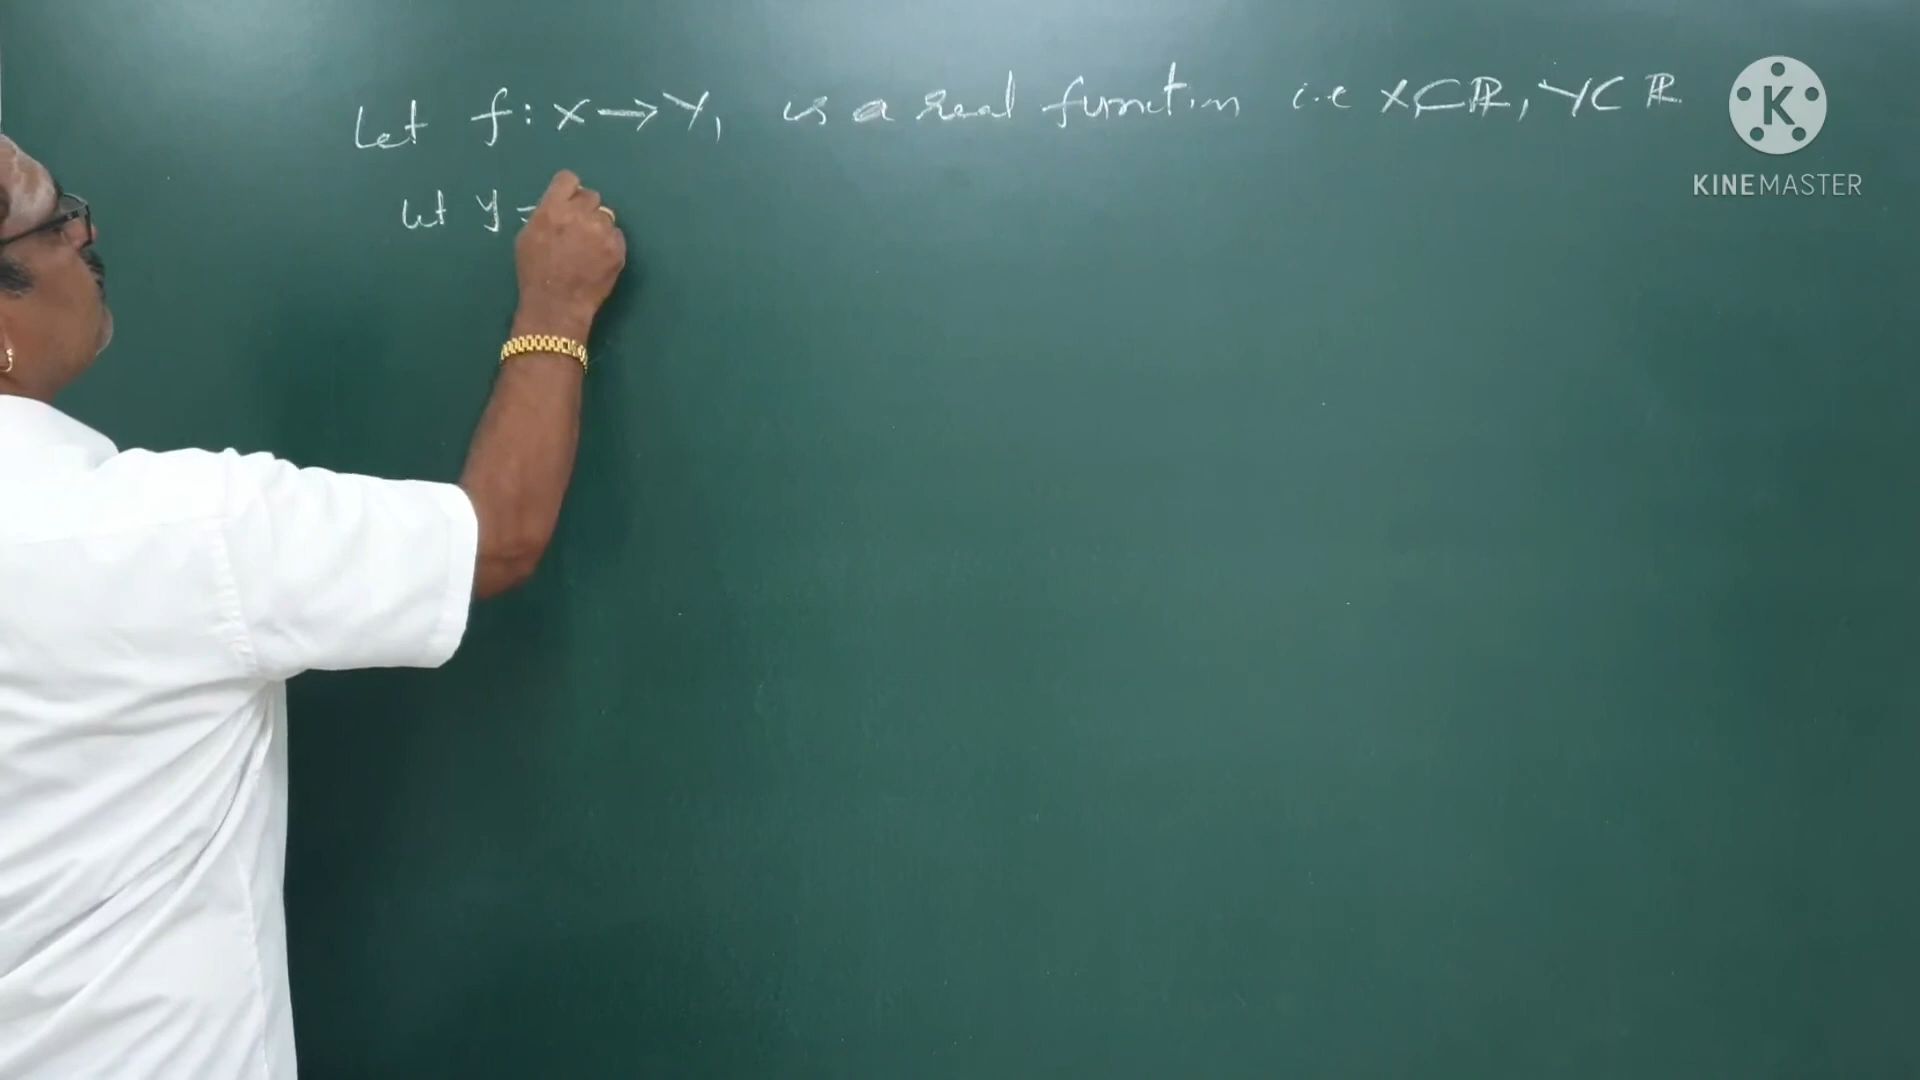 Let f: X → Y, is a real function i.e X⊂ℝ, Y⊂ℝ.
K
KINEMASTER
let y =